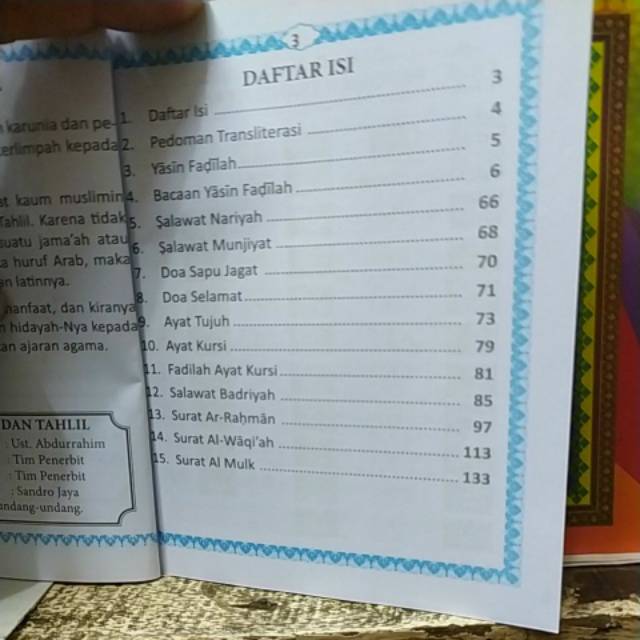 karunia dan pe-
terlimpah kepada
at kaum muslimin
Tahlil. Karena tidak
suatu jama'ah atau
a huruf Arab, maka
an latinnya.
manfaat, dan kiranya
hidayah-Nya kepada
an ajaran agama.
DAN TAHLIL
: Ust. Abdurrahim
: Tim Penerbit
: Tim Penerbit
: Sandro Jaya
undang-undang.
3
DAFTAR ISI
1. Daftar Isi 3
2. Pedoman Transliterasi 4
3. Yāsīn Faḍīlah 5
4. Bacaan Yāsīn Faḍīlah 6
5. Ṣalawat Nariyah 66
6. Ṣalawat Munjiyat 68
7. Doa Sapu Jagat 70
8. Doa Selamat 71
9. Ayat Tujuh 73
10. Ayat Kursi 79
11. Fadilah Ayat Kursi 81
12. Salawat Badriyah 85
13. Surat Ar-Raḥmān 97
14. Surat Al-Wāqi'ah 113
15. Surat Al Mulk 133